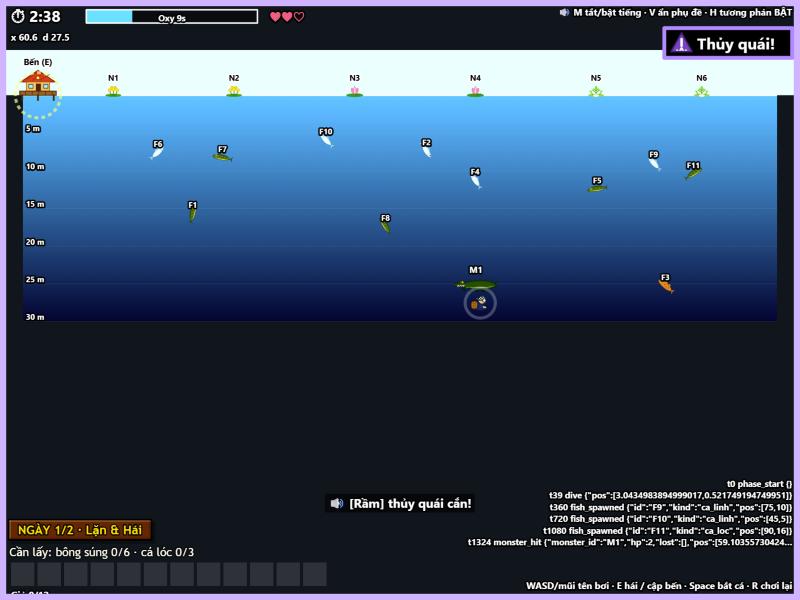 2:38
Oxy 9s
M tắt/bật tiếng · V ẩn phụ đề · H tương phản BẬT
x 60.6 d 27.5
Thủy quái!
Bến (E)
N1
N2
N3
N4
N5
N6
5 m
F6
F7
F10
F2
F9
10 m
F4
F5
F11
15 m
F1
F8
20 m
25 m
M1
F3
30 m
t0 phase_start {}
t39 dive {"pos":[3.0434983894999017,0.521749194749951]}
t360 fish_spawned {"id":"F9","kind":"ca_linh","pos":[75,10]}
t720 fish_spawned {"id":"F10","kind":"ca_linh","pos":[45,5]}
t1080 fish_spawned {"id":"F11","kind":"ca_loc","pos":[90,16]}
t1324 monster_hit {"monster_id":"M1","hp":2,"lost":[],"pos":[59.10355730424...
[Rầm] thủy quái cắn!
NGÀY 1/2 · Lặn & Hái
Cần lấy: bông súng 0/6 · cá lóc 0/3
WASD/mũi tên bơi · E hái / cập bến · Space bắt cá · R chơi lại